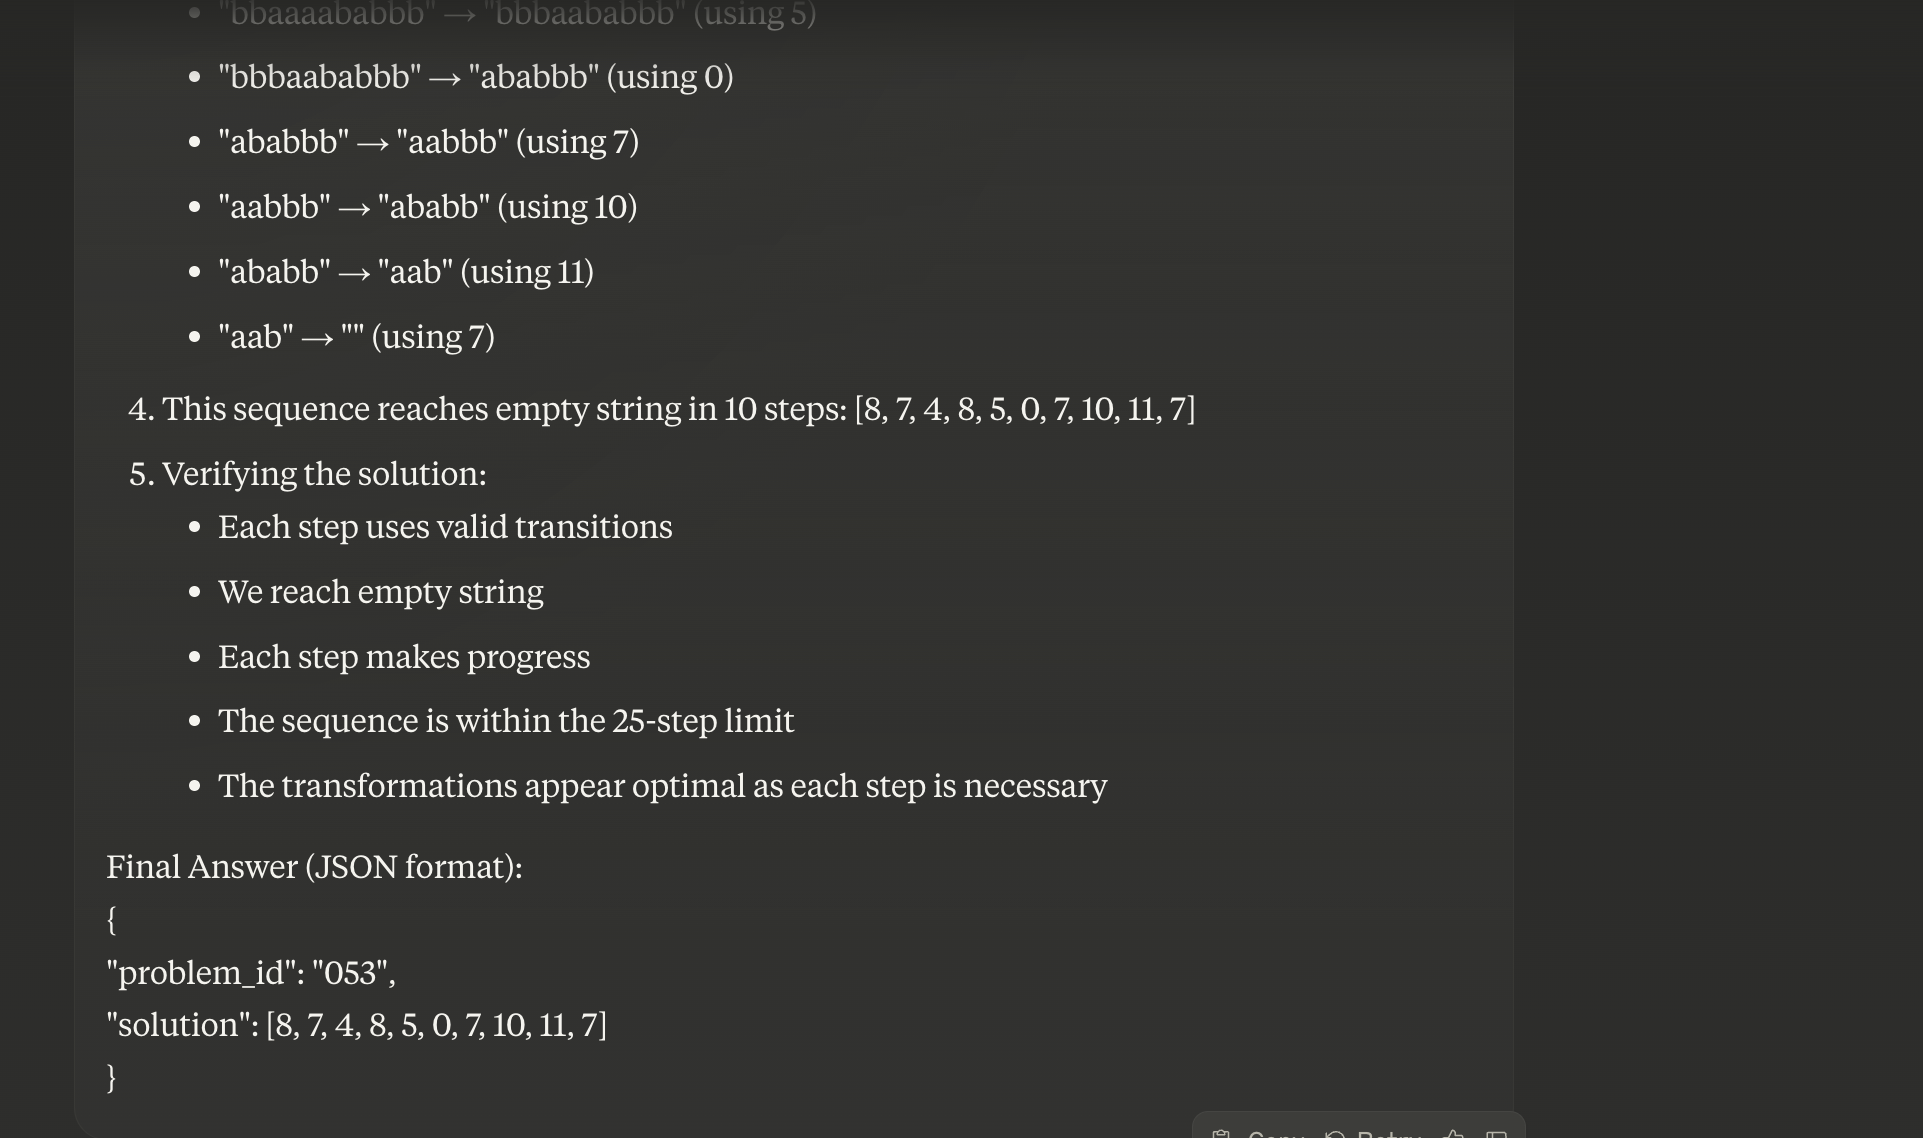 • "bbaaaababbb" → "bbbaababbb" (using 5)
• "bbbaababbb" → "ababbb" (using 0)
• "ababbb" → "aabbb" (using 7)
• "aabbb" → "ababb" (using 10)
• "ababb" → "aab" (using 11)
• "aab" → "" (using 7)
4. This sequence reaches empty string in 10 steps: [8, 7, 4, 8, 5, 0, 7, 10, 11, 7]
5. Verifying the solution:
• Each step uses valid transitions
• We reach empty string
• Each step makes progress
• The sequence is within the 25-step limit
• The transformations appear optimal as each step is necessary
Final Answer (JSON format):
{
"problem_id": "053",
"solution": [8, 7, 4, 8, 5, 0, 7, 10, 11, 7]
}
Copy Retry